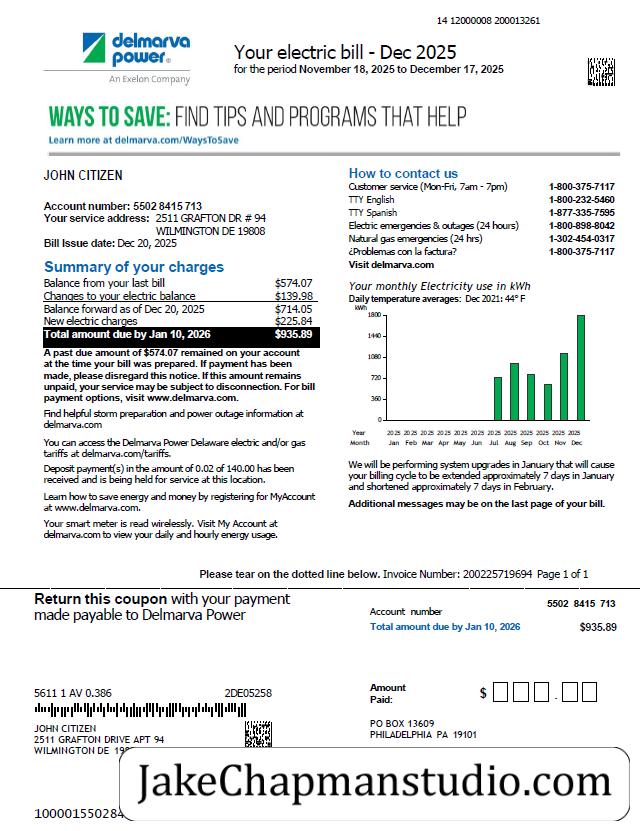 14 12000008 200013261
delmarva
power®
An Exelon Company
Your electric bill - Dec 2025
for the period November 18, 2025 to December 17, 2025
WAYS TO SAVE: FIND TIPS AND PROGRAMS THAT HELP
Learn more at delmarva.com/WaysToSave
JOHN CITIZEN
Account number: 5502 8415 713
Your service address: 2511 GRAFTON DR # 94
WILMINGTON DE 19808
Bill Issue date: Dec 20, 2025
Summary of your charges
Balance from your last bill $574.07
Changes to your electric balance $139.98
Balance forward as of Dec 20, 2025 $714.05
New electric charges $225.84
Total amount due by Jan 10, 2026 $935.89
A past due amount of $574.07 remained on your account
at the time your bill was prepared. If payment has been
made, please disregard this notice. If this amount remains
unpaid, your service may be subject to disconnection. For bill
payment options, visit www.delmarva.com.
Find helpful storm preparation and power outage information at
delmarva.com
You can access the Delmarva Power Delaware electric and/or gas
tariffs at delmarva.com/tariffs.
Deposit payment(s) in the amount of 0.02 of 140.00 has been
received and is being held for service at this location.
Learn how to save energy and money by registering for MyAccount
at www.delmarva.com.
Your smart meter is read wirelessly. Visit My Account at
delmarva.com to view your daily and hourly energy usage.
How to contact us
Customer service (Mon-Fri, 7am - 7pm) 1-800-375-7117
TTY English 1-800-232-5460
TTY Spanish 1-877-335-7595
Electric emergencies & outages (24 hours) 1-800-898-8042
Natural gas emergencies (24 hrs) 1-302-454-0317
¿Problemas con la factura? 1-800-375-7117
Visit delmarva.com
Your monthly Electricity use in kWh
Daily temperature averages: Dec 2021: 44° F
kWh
1800
1440
1080
720
360
0
Year 2025 2025 2025 2025 2025 2025 2025 2025 2025 2025 2025 2025
Month Jan Feb Mar Apr May Jun Jul Aug Sep Oct Nov Dec
We will be performing system upgrades in January that will cause
your billing cycle to be extended approximately 7 days in January
and shortened approximately 7 days in February.
Additional messages may be on the last page of your bill.
Please tear on the dotted line below. Invoice Number: 200225719694 Page 1 of 1
Return this coupon with your payment
made payable to Delmarva Power
Account number 5502 8415 713
Total amount due by Jan 10, 2026 $935.89
5611 1 AV 0.386 2DE05258
JOHN CITIZEN
2511 GRAFTON DRIVE APT 94
WILMINGTON DE
Amount
Paid: $ .
PO BOX 13609
PHILADELPHIA PA 19101
JakeChapmanstudio.com
100001550284